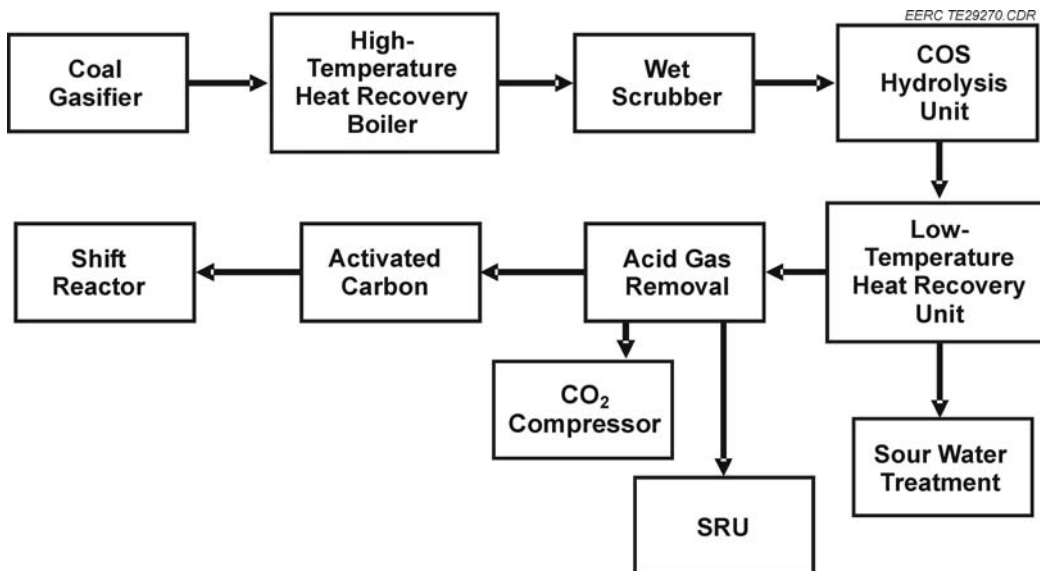 EERC TE29270.CDR
Coal
Gasifier
High-
Temperature
Heat Recovery
Boiler
Wet
Scrubber
COS
Hydrolysis
Unit
Shift
Reactor
Activated
Carbon
Acid Gas
Removal
Low-
Temperature
Heat Recovery
Unit
CO₂
Compressor
Sour Water
Treatment
SRU